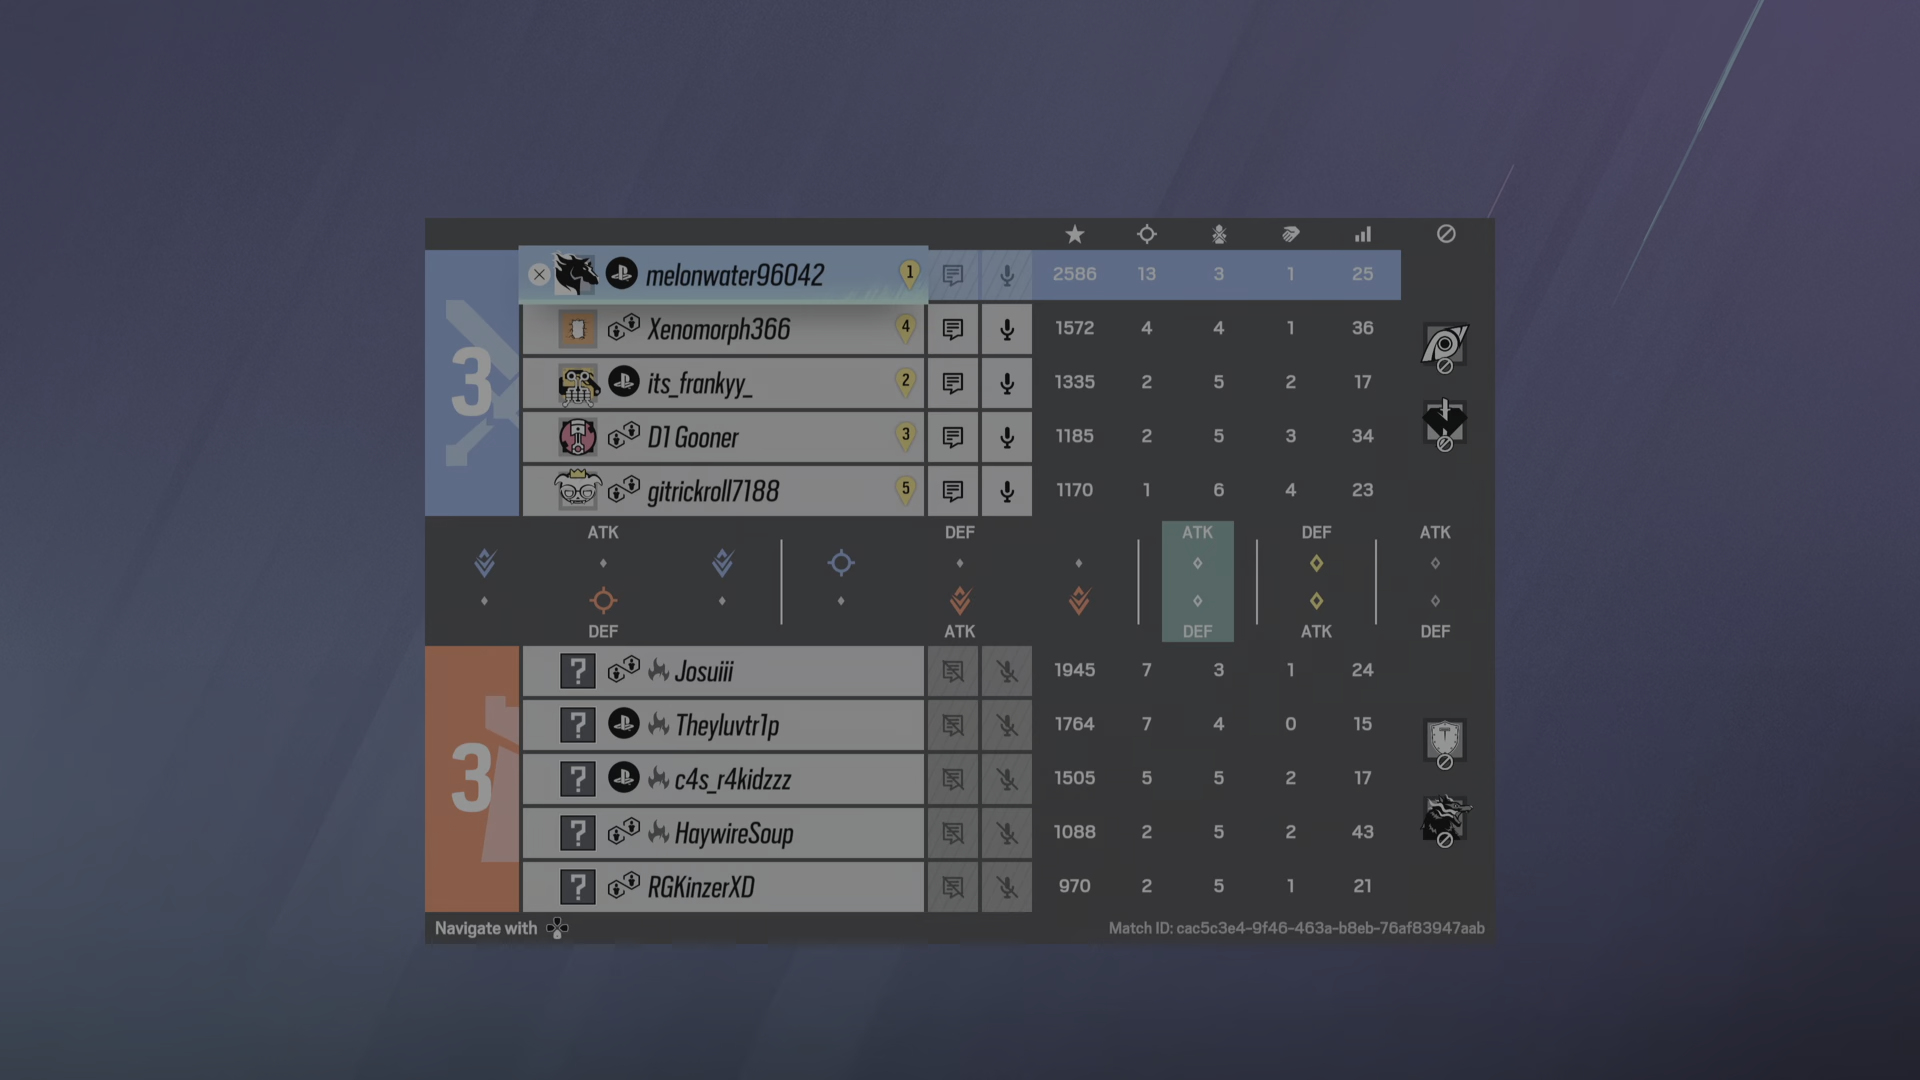 melonwater96042 1 2586 13 3 1 25
3
Xenomorph366 4 1572 4 4 1 36
its_frankyy_ 2 1335 2 5 2 17
D1 Gooner 3 1185 2 5 3 34
gitrickroll7188 5 1170 1 6 4 23
ATK DEF ATK DEF ATK
DEF ATK DEF ATK DEF
3
? Josuiii 1945 7 3 1 24
? Theyluvtr1p 1764 7 4 0 15
? c4s_r4kidzzz 1505 5 5 2 17
? HaywireSoup 1088 2 5 2 43
? RGKinzerXD 970 2 5 1 21
Navigate with
Match ID: cac5c3e4-9f46-463a-b8eb-76af83947aab